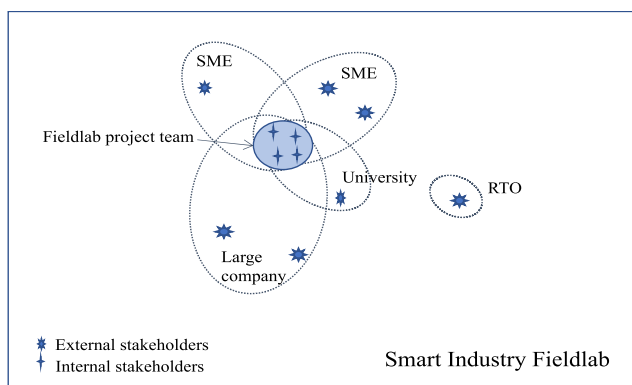 SME
SME
Fieldlab project team
University
RTO
Large
company
External stakeholders
Internal stakeholders
Smart Industry Fieldlab